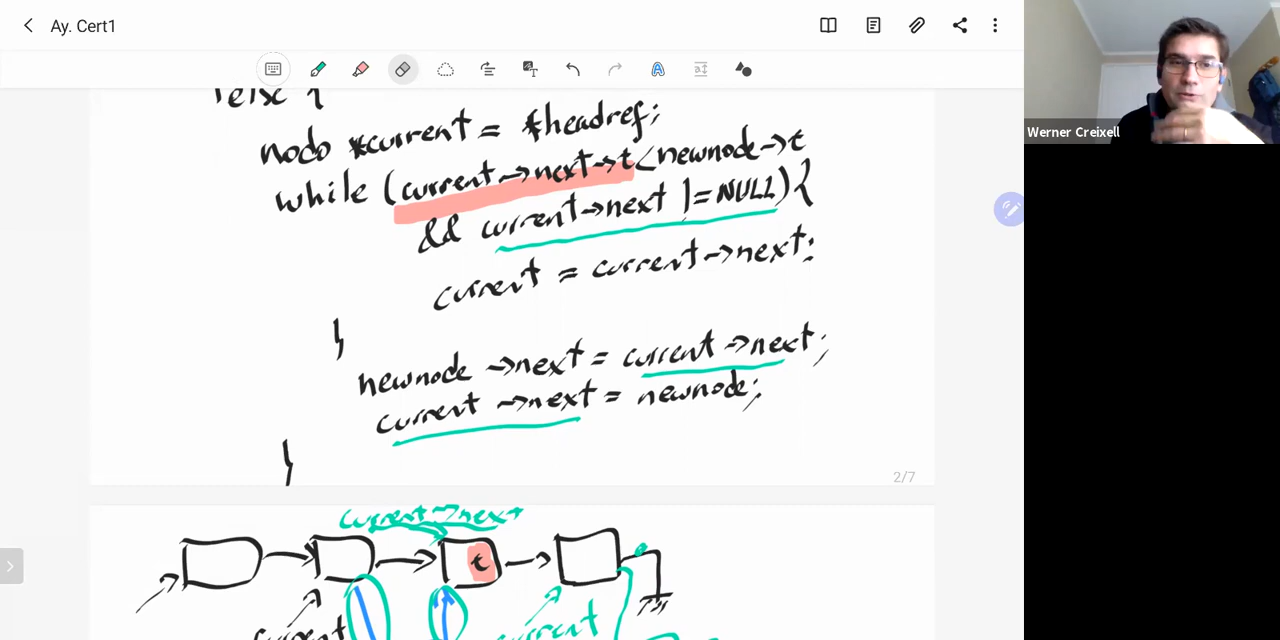 Ay. Cert1
Werner Creixell
else {
nodo *current = *headref;
while (current->next->t < newnode->t
&& current->next != NULL) {
current = current->next;
}
newnode->next = current->next;
current->next = newnode;
}
2/7
current->next
t
current
current